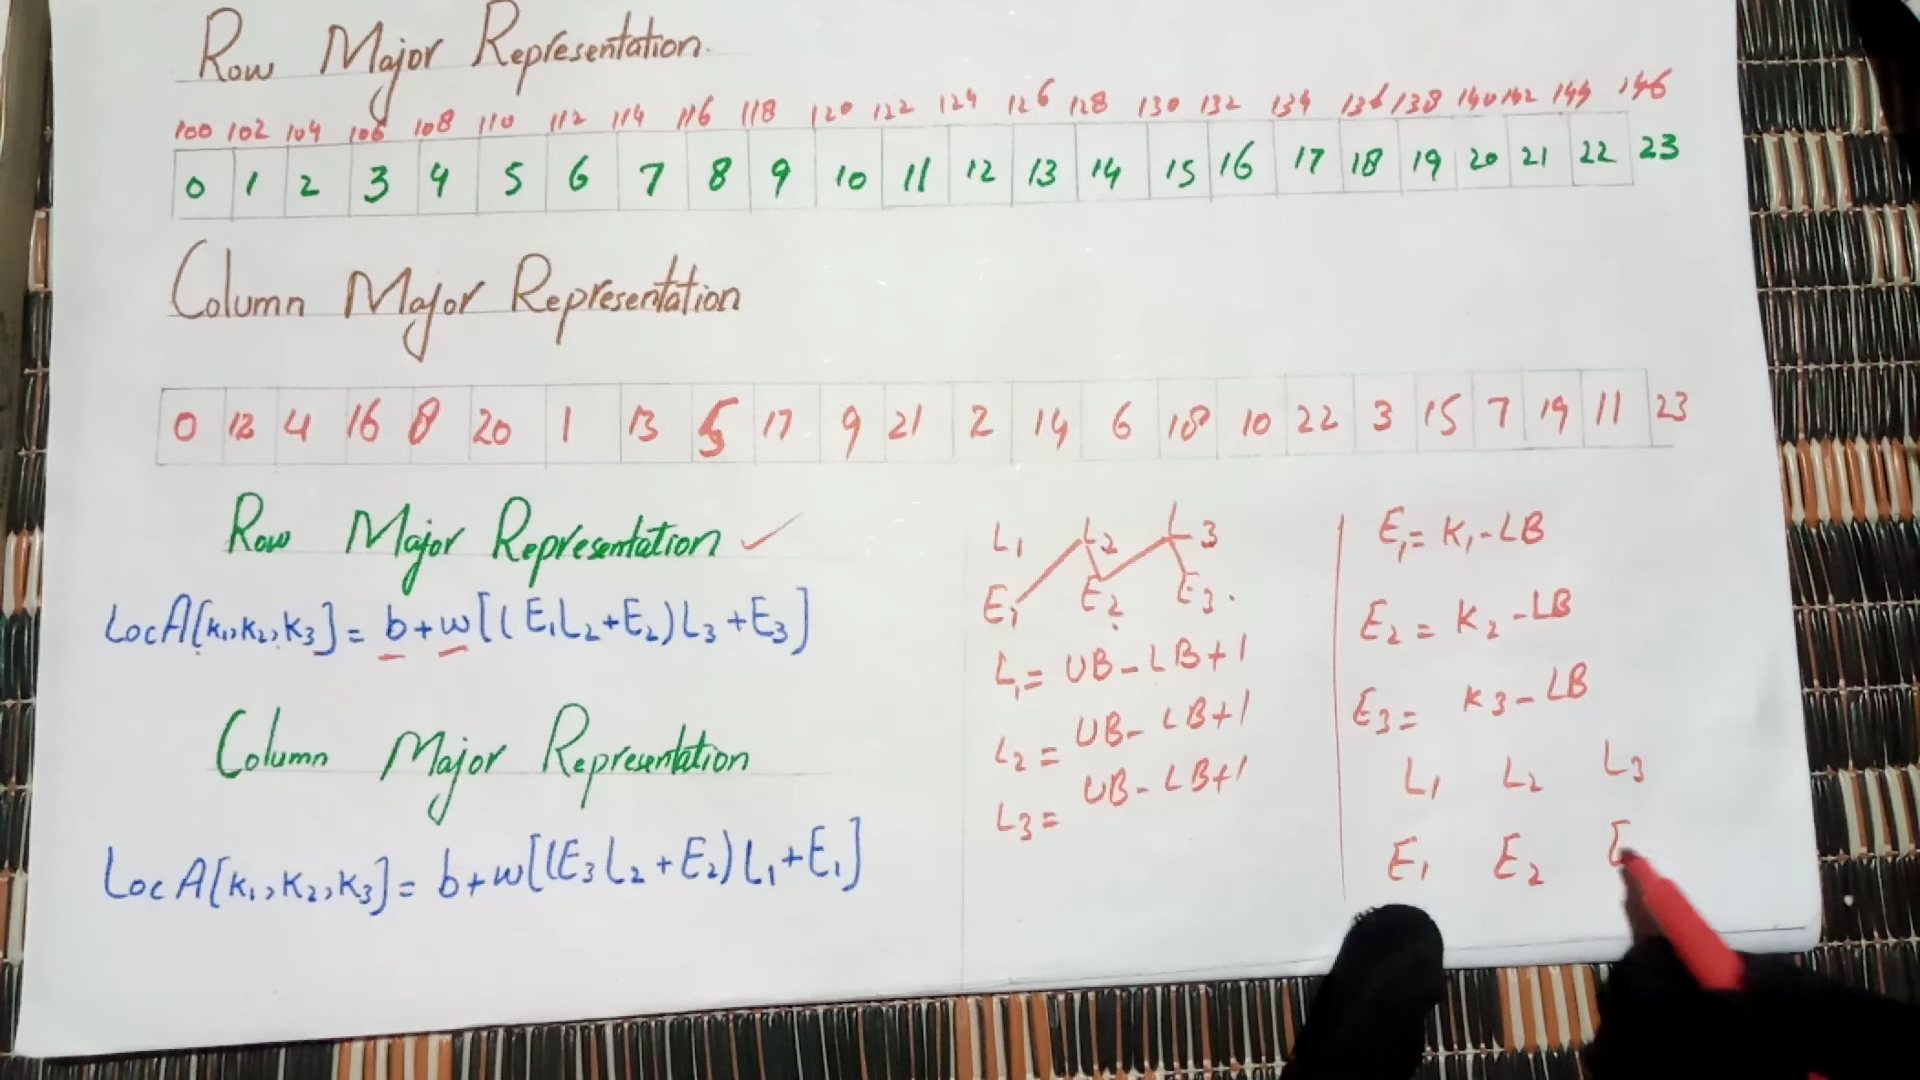 Row Major Representation.
100 102 104 106 108 110 112 114 116 118 120 122 124 126 128 130 132 134 136 138 140 142 144 146
0 1 2 3 4 5 6 7 8 9 10 11 12 13 14 15 16 17 18 19 20 21 22 23
Column Major Representation
0 12 4 16 8 20 1 13 5 17 9 21 2 14 6 18 10 22 3 15 7 19 11 23
Row Major Representation ✓
Loc A[K₁,K₂,K₃] = b+w[(E₁L₂+E₂)L₃+E₃]
Column Major Representation
Loc A[K₁,K₂,K₃] = b+w[(E₃L₂+E₂)L₁+E₁]
L₁ L₂ L₃
E₁ E₂ E₃.
L₁= UB-LB+1
L₂= UB-LB+1
L₃= UB-LB+1
E₁= K₁-LB
E₂= K₂-LB
E₃= K₃-LB
L₁ L₂ L₃
E₁ E₂ E